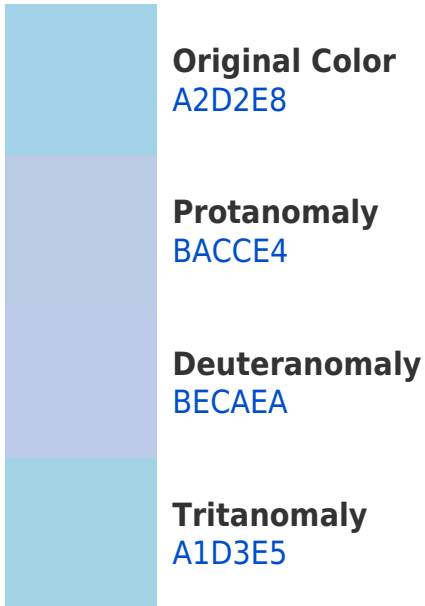 Original Color
A2D2E8
Protanomaly
BACCE4
Deuteranomaly
BECAEA
Tritanomaly
A1D3E5